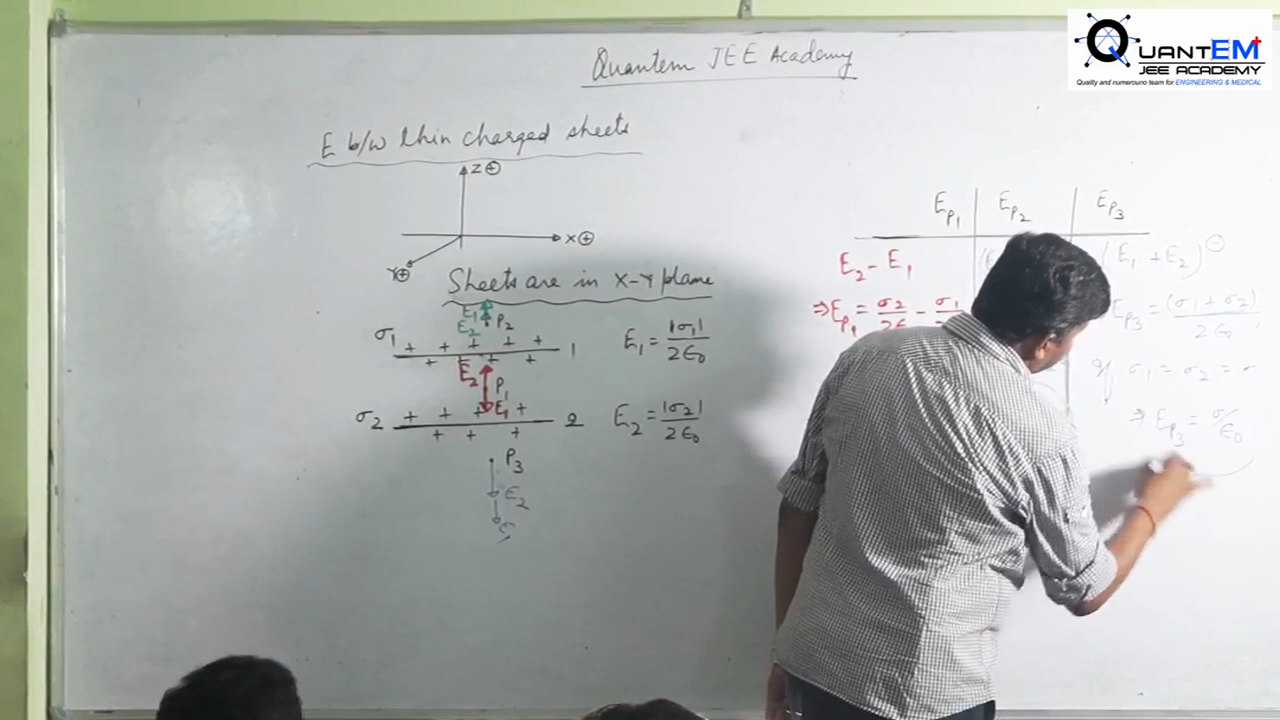 Quantem JEE Academy
QUANTEM+
JEE ACADEMY
Quality and numerouno team for ENGINEERING & MEDICAL
E b/w thin charged sheets
Z⊕
X⊕
Y⊕
Sheets are in X-Y plane
E₁
E₂ P₂
σ₁ + + + + + 1 E₁ = |σ₁|/2ε₀
+ + +
E₂
P₁
E₁
σ₂ + + + + 2 E₂ = |σ₂|/2ε₀
+ + +
P₃
E₂
E_P₁ E_P₂ E_P₃
E₂ - E₁ (E₁ + E₂)⊖
⇒ E_P₁ = σ₂/2ε - σ₁/2 E_P₃ = (σ₁ + σ₂)/2ε₀
If σ₁ = σ₂ = σ
⇒ E_P₃ = σ/ε₀